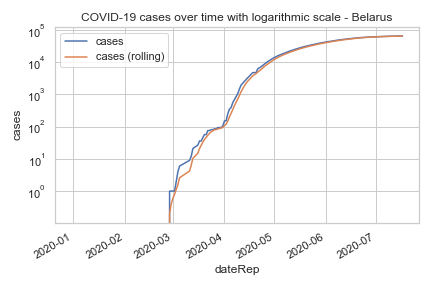 COVID-19 cases over time with logarithmic scale - Belarus
cases
cases (rolling)
10^5
10^4
10^3
10^2
10^1
10^0
cases
2020-01
2020-02
2020-03
2020-04
2020-05
2020-06
2020-07
dateRep